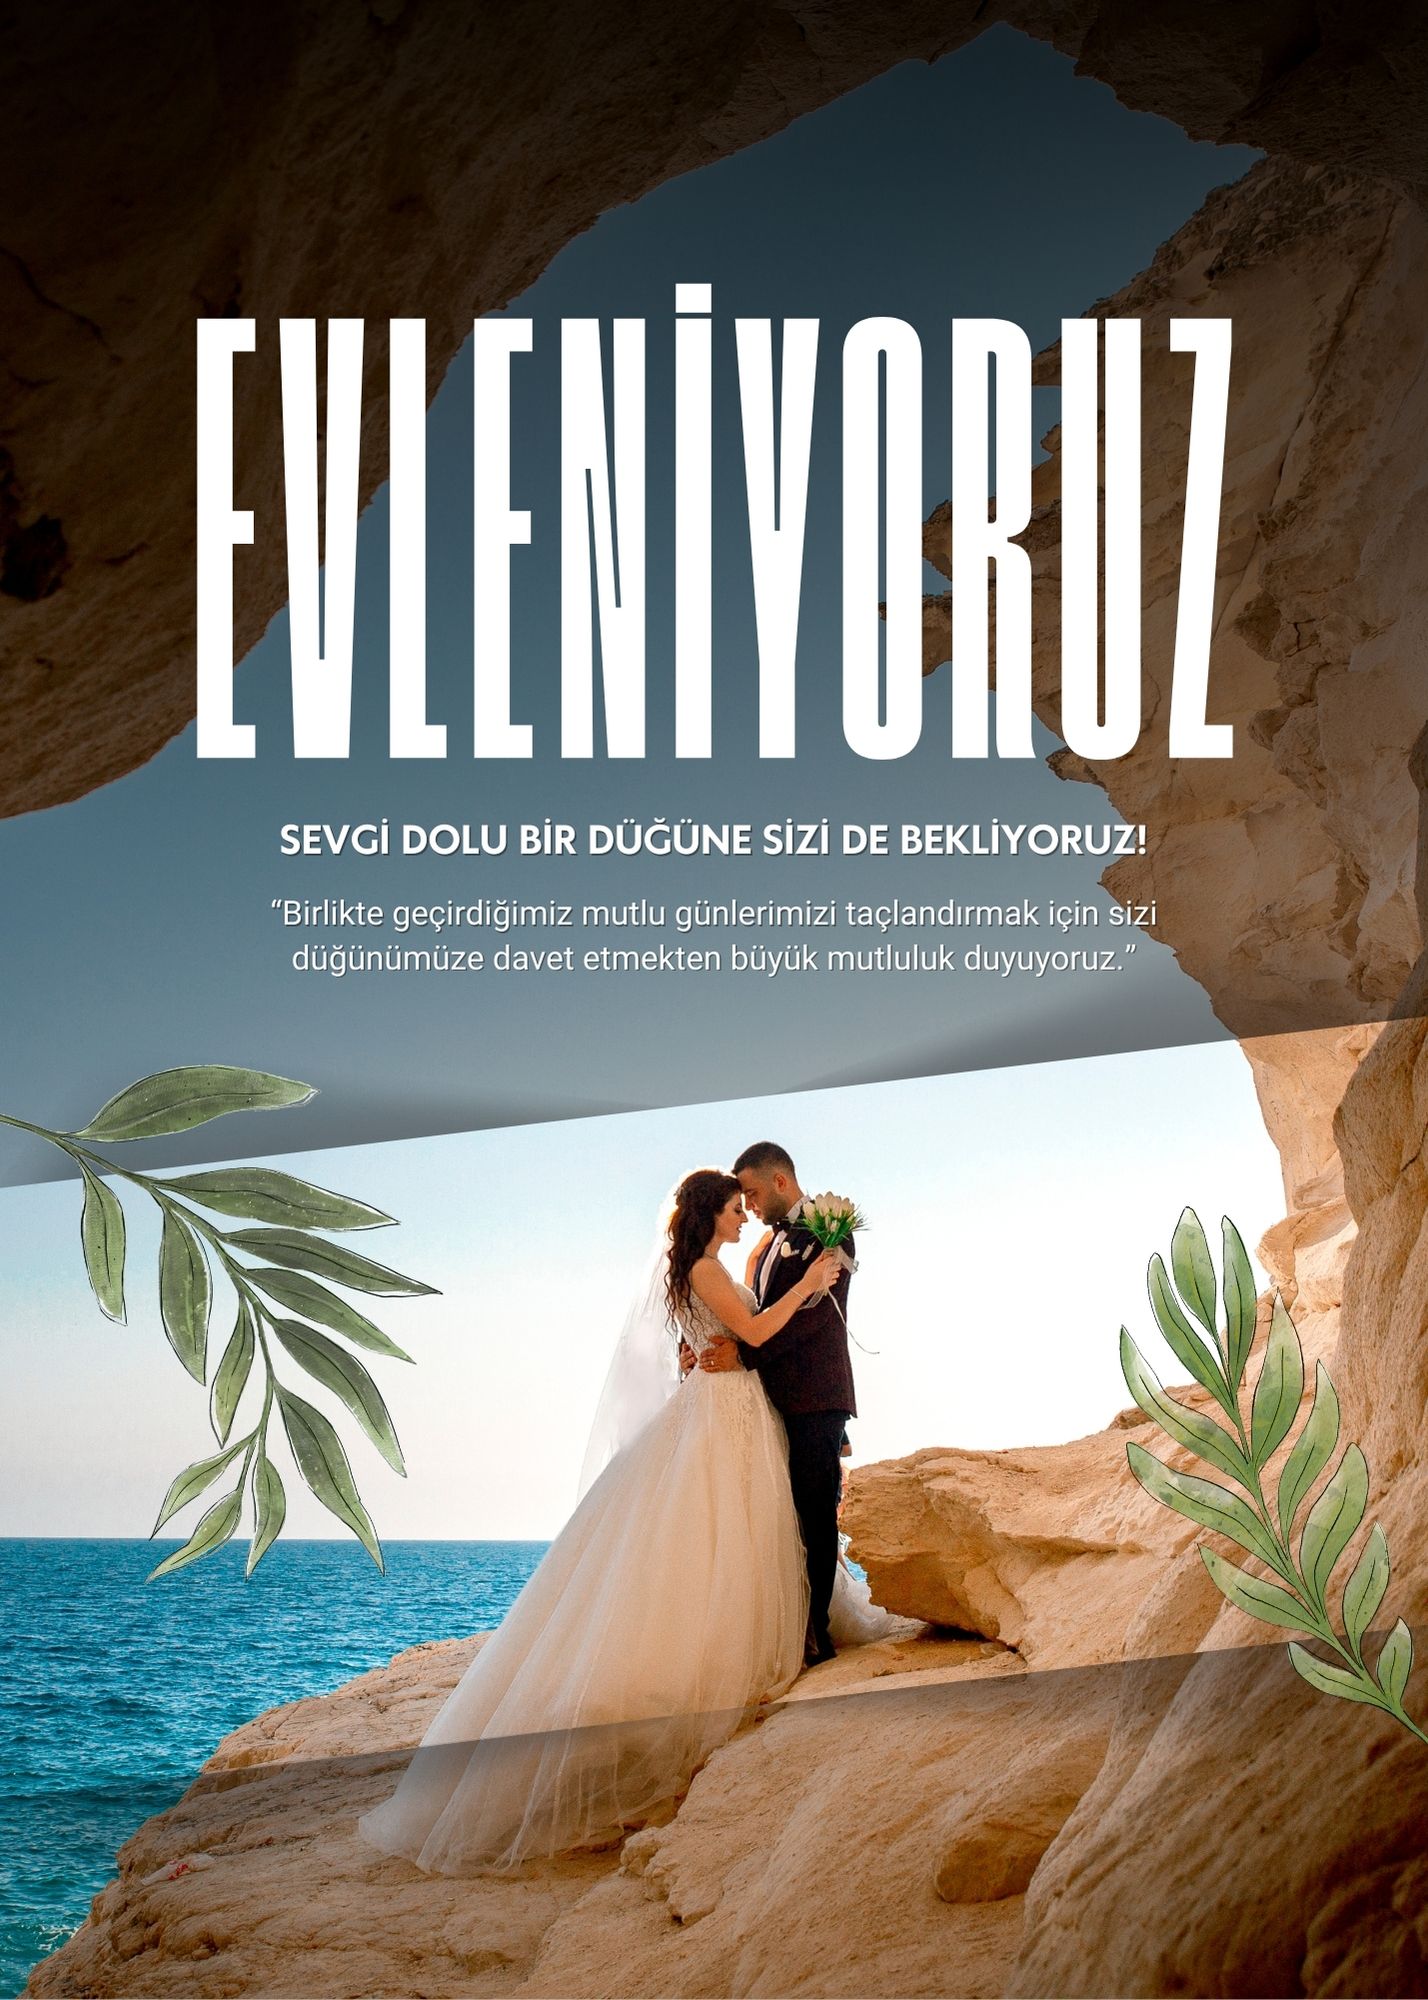 EVLENİYORUZ
SEVGİ DOLU BİR DÜĞÜNE SİZİ DE BEKLİYORUZ!
“Birlikte geçirdiğimiz mutlu günlerimizi taçlandırmak için sizi
düğünümüze davet etmekten büyük mutluluk duyuyoruz.”